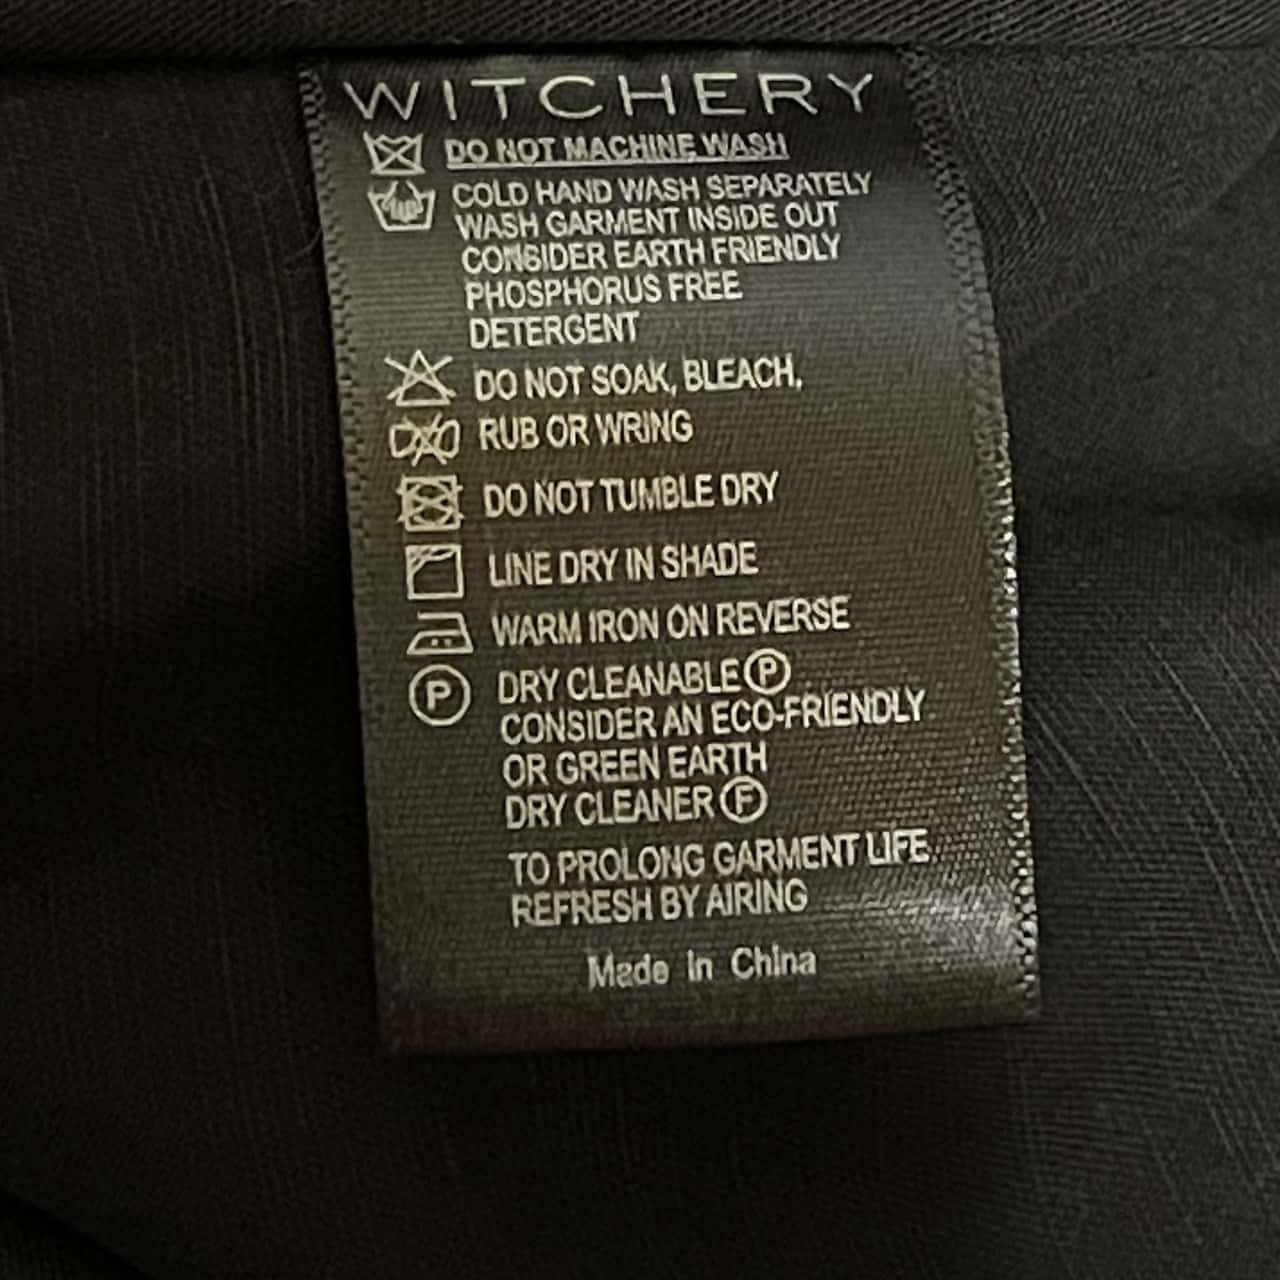 WITCHERY
DO NOT MACHINE WASH
COLD HAND WASH SEPARATELY
WASH GARMENT INSIDE OUT
CONSIDER EARTH FRIENDLY
PHOSPHORUS FREE
DETERGENT
DO NOT SOAK, BLEACH,
RUB OR WRING
DO NOT TUMBLE DRY
LINE DRY IN SHADE
WARM IRON ON REVERSE
P DRY CLEANABLE P
CONSIDER AN ECO-FRIENDLY
OR GREEN EARTH
DRY CLEANER F
TO PROLONG GARMENT LIFE
REFRESH BY AIRING
Made in China